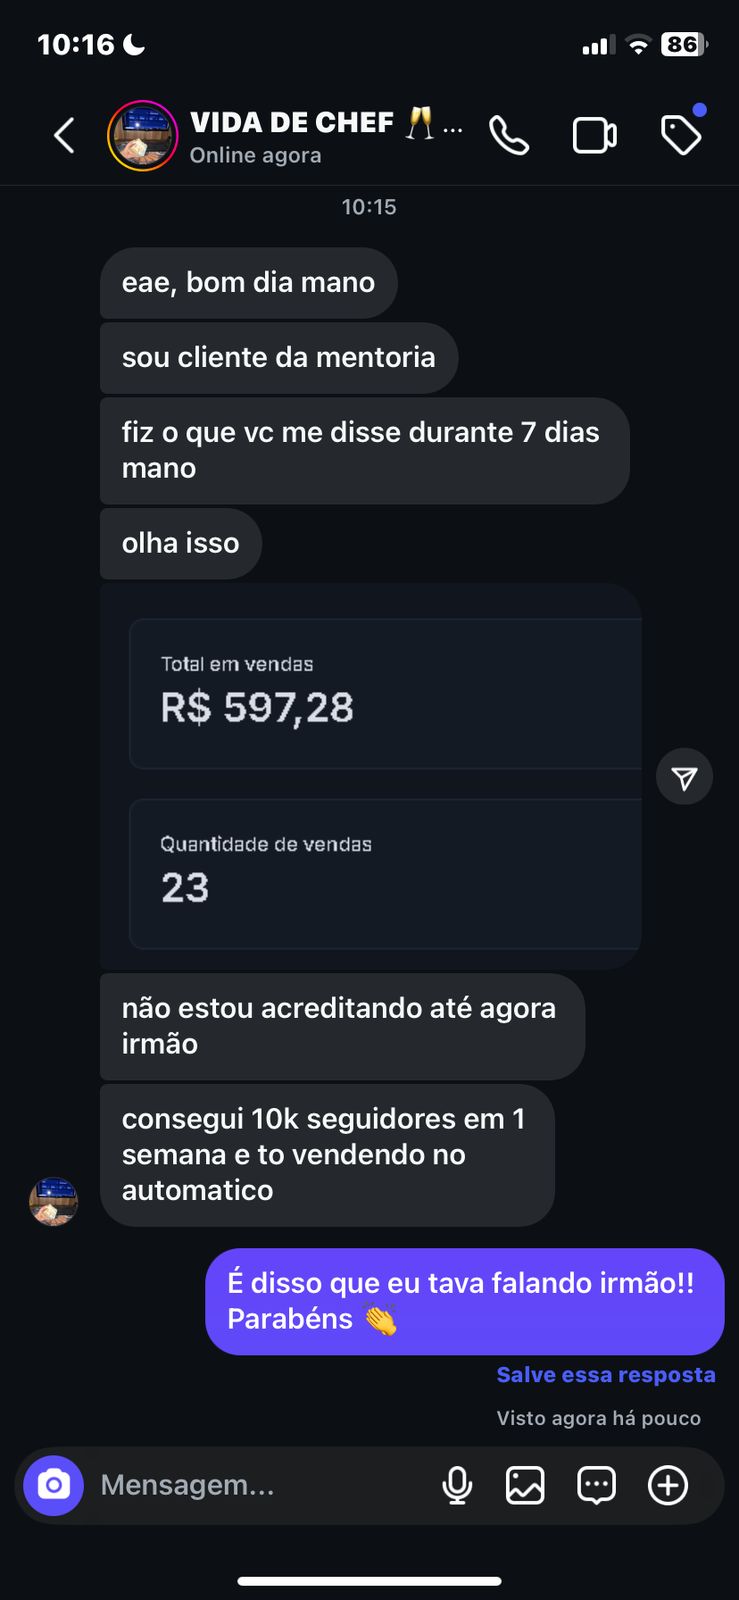 10:16
86
VIDA DE CHEF 🥂...
Online agora
10:15
eae, bom dia mano
sou cliente da mentoria
fiz o que vc me disse durante 7 dias
mano
olha isso
Total em vendas
R$ 597,28
Quantidade de vendas
23
não estou acreditando até agora
irmão
consegui 10k seguidores em 1
semana e to vendendo no
automatico
É disso que eu tava falando irmão!!
Parabéns 👏
Salve essa resposta
Visto agora há pouco
Mensagem...